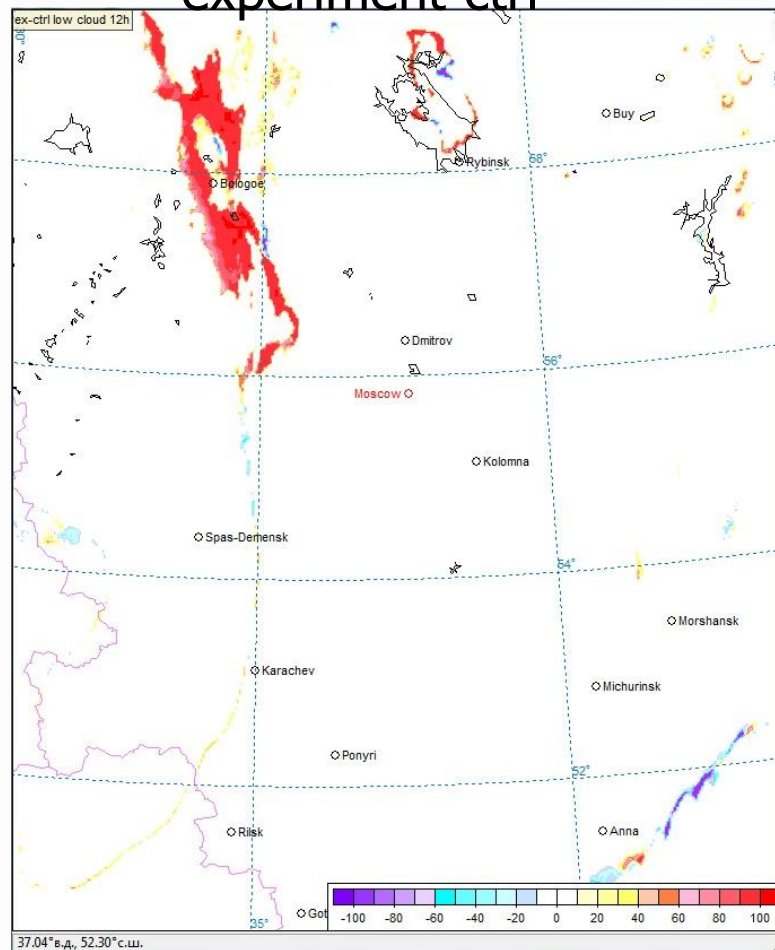 experiment-ctrl
ex-ctrl low cloud 12h
Buy
Rybinsk
58°
Bologoe
Dmitrov
56°
Moscow
Kolomna
Spas-Demensk
54°
Morshansk
Karachev
Michurinsk
Ponyri
52°
Rilsk
Anna
Got
35°
-100 -80 -60 -40 -20 0 20 40 60 80 100
37.04°в.д., 52.30°с.ш.